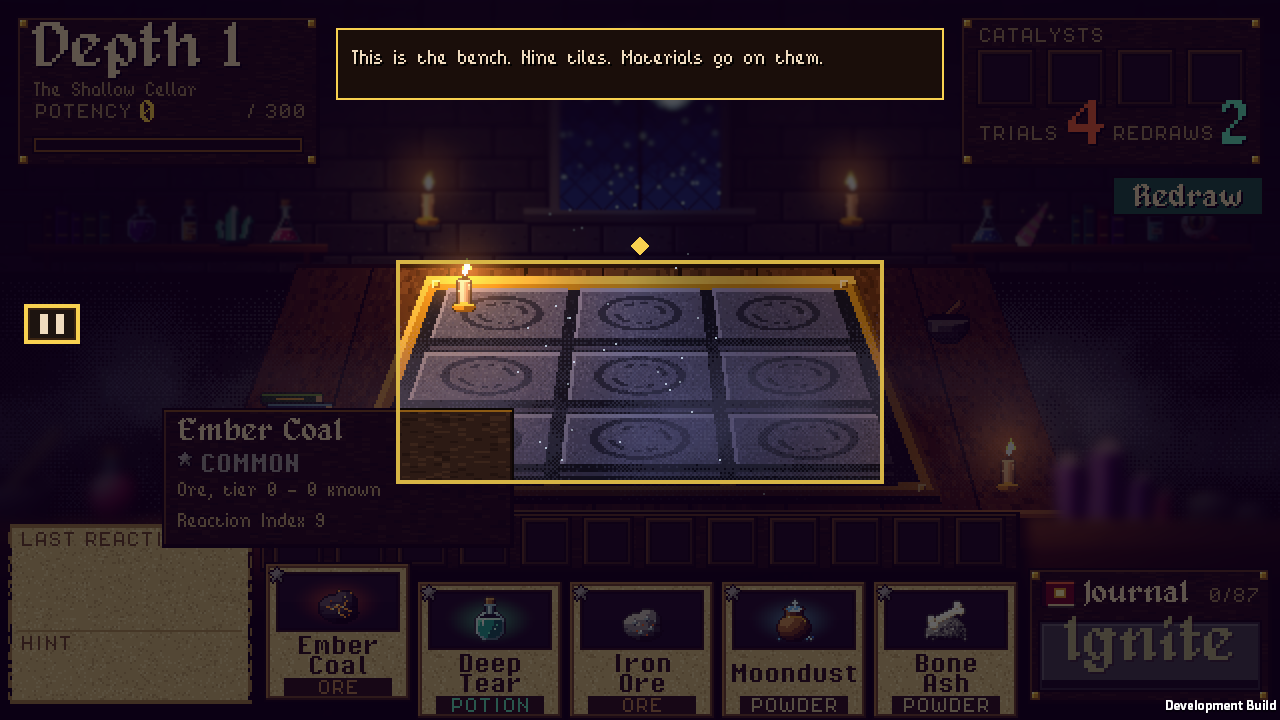 Depth 1
The Shallow Cellar
POTENCY 0 / 300
This is the bench. Nine tiles. Materials go on them.
CATALYSTS
TRIALS 4 REDRAWS 2
Redraw
Ember Coal
COMMON
Ore, tier 0 - 0 known
Reaction Index 9
LAST REACTI
HINT
Ember
Coal
ORE
Deep
Tear
POTION
Iron
Ore
ORE
Moondust
POWDER
Bone
Ash
POWDER
Journal 0/87
Ignite
Development Build